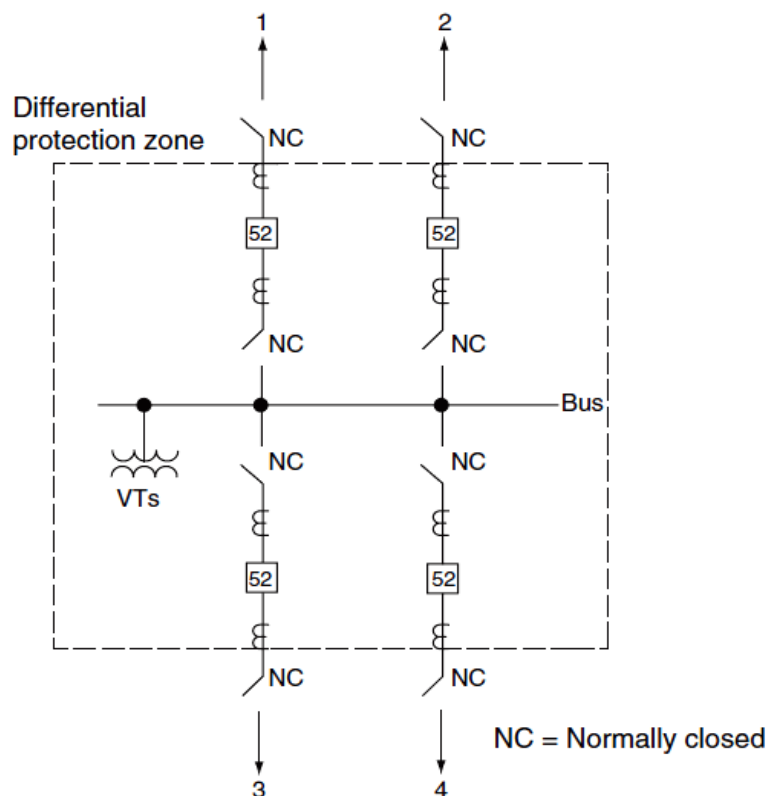 1
2
Differential
protection zone
NC
NC
52
52
NC
NC
Bus
NC
NC
VTs
52
52
NC
NC
NC = Normally closed
3
4